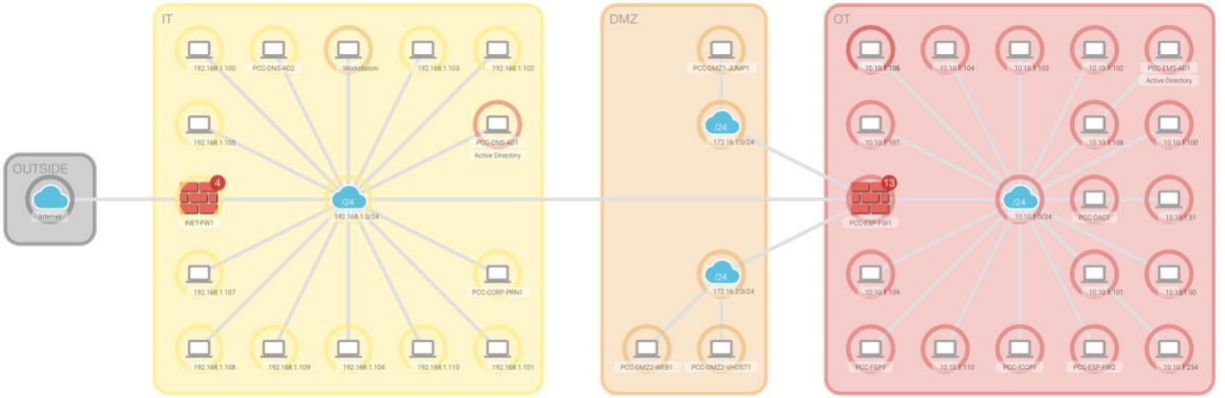 IT
DMZ
OT
192.168.1.100
PCC-DNS-AD2
Workstation
192.168.1.103
192.168.1.102
PCC-DMZ1-JUMP1
10.10.1.106
10.10.1.104
10.10.1.103
10.10.1.102
PCC-EMS-AD1
Active Directory
192.168.1.105
PCC-DNS-AD1
Active Directory
/24
172.16.1.0/24
10.10.1.107
10.10.1.108
10.10.1.100
OUTSIDE
Internet
4
INET-FW1
/24
192.168.1.0/24
13
PCC-ESP-FW1
/24
10.10.1.0/24
PCC-DAC1
10.10.1.51
192.168.1.107
PCC-CORP-PRN1
/24
172.16.2.0/24
10.10.1.109
10.10.1.101
10.10.1.50
192.168.1.108
192.168.1.109
192.168.1.104
192.168.1.110
192.168.1.101
PCC-DMZ2-WEB1
PCC-DMZ2-VHOST1
PCC-FEP1
10.10.1.110
PCC-ICCP1
PCC-ESP-FW2
10.10.1.254